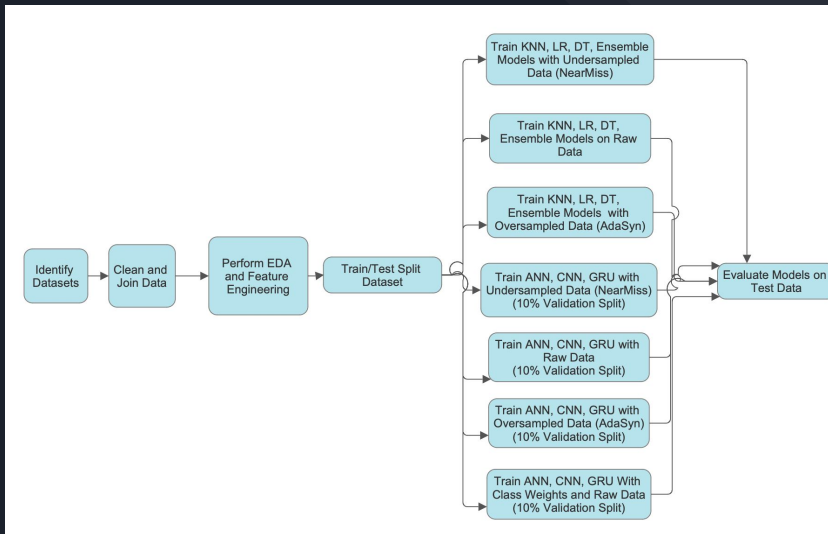 Identify
Datasets
Clean and
Join Data
Perform EDA
and Feature
Engineering
Train/Test Split
Dataset
Train KNN, LR, DT, Ensemble
Models with Undersampled
Data (NearMiss)
Train KNN, LR, DT,
Ensemble Models on Raw
Data
Train KNN, LR, DT,
Ensemble Models with
Oversampled Data (AdaSyn)
Train ANN, CNN, GRU with
Undersampled Data (NearMiss)
(10% Validation Split)
Train ANN, CNN, GRU with
Raw Data
(10% Validation Split)
Train ANN, CNN, GRU with
Oversampled Data (AdaSyn)
(10% Validation Split)
Train ANN, CNN, GRU With
Class Weights and Raw Data
(10% Validation Split)
Evaluate Models on
Test Data